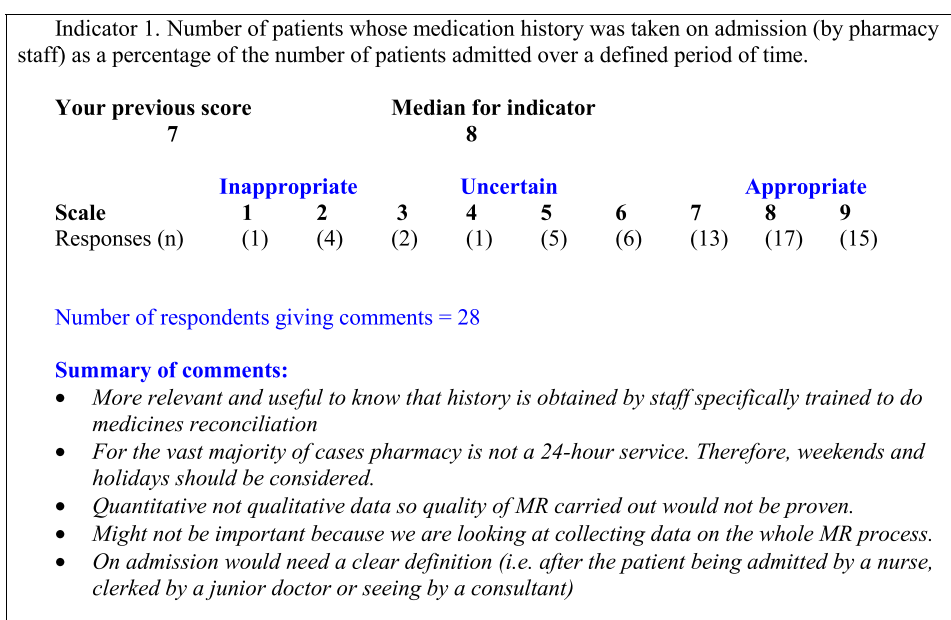 Indicator 1. Number of patients whose medication history was taken on admission (by pharmacy
staff) as a percentage of the number of patients admitted over a defined period of time.
Your previous score Median for indicator
7 8
Inappropriate Uncertain Appropriate
Scale 1 2 3 4 5 6 7 8 9
Responses (n) (1) (4) (2) (1) (5) (6) (13) (17) (15)
Number of respondents giving comments = 28
Summary of comments:
• More relevant and useful to know that history is obtained by staff specifically trained to do
medicines reconciliation
• For the vast majority of cases pharmacy is not a 24-hour service. Therefore, weekends and
holidays should be considered.
• Quantitative not qualitative data so quality of MR carried out would not be proven.
• Might not be important because we are looking at collecting data on the whole MR process.
• On admission would need a clear definition (i.e. after the patient being admitted by a nurse,
clerked by a junior doctor or seeing by a consultant)